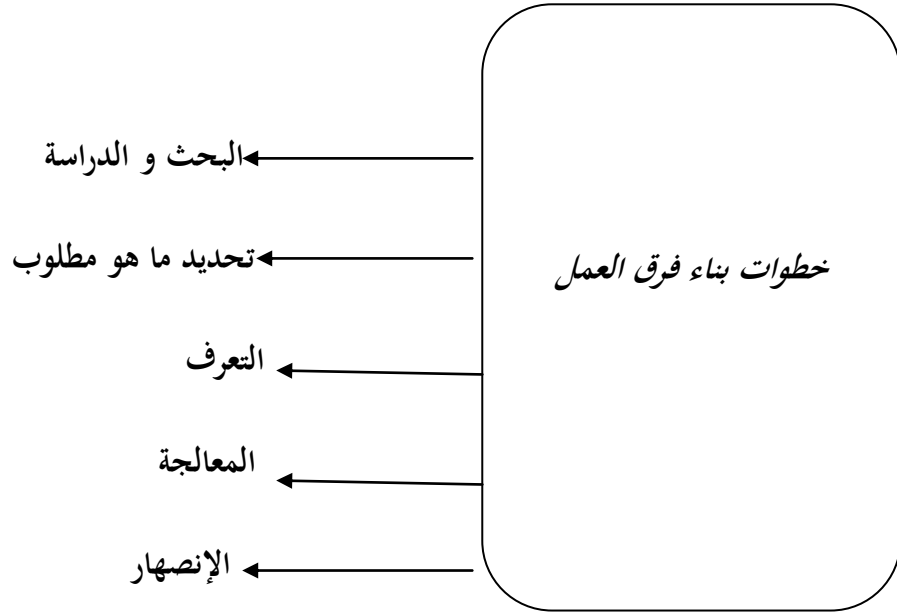 خطوات بناء فرق العمل
البحث و الدراسة
تحديد ما هو مطلوب
التعرف
المعالجة
الإنصهار